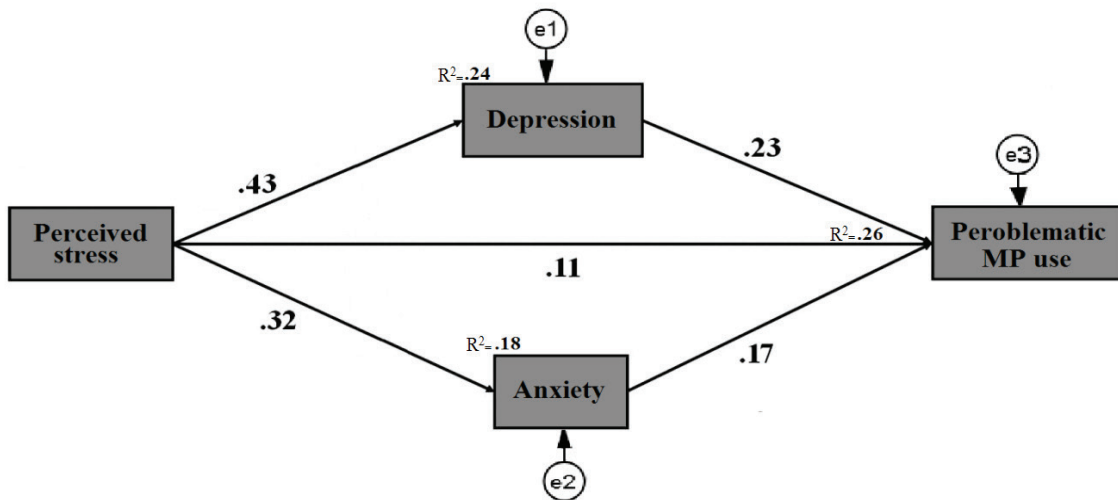 e1
R²=.24
Depression
.43
.23
e3
Perceived
stress
R²=.26
Peroblematic
MP use
.11
.32
R²=.18
Anxiety
.17
e2